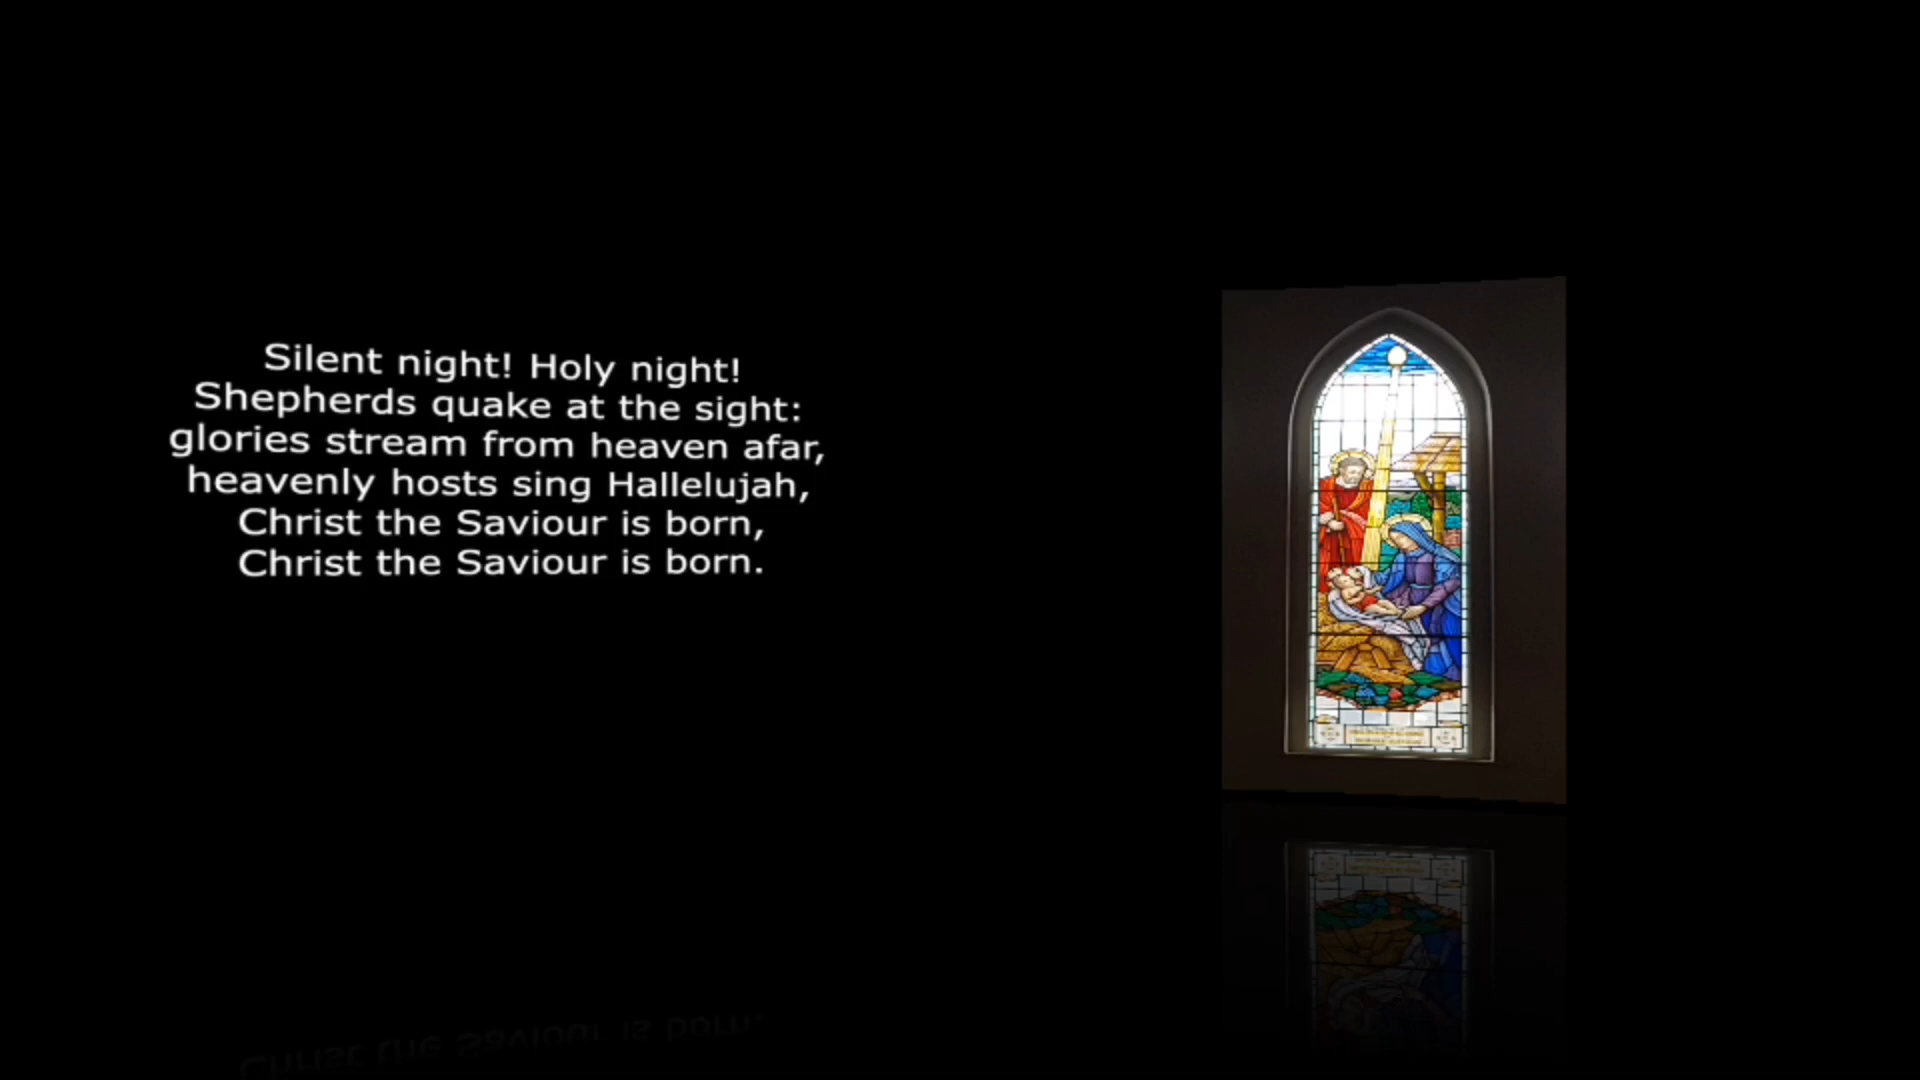 Silent night! Holy night!
Shepherds quake at the sight:
glories stream from heaven afar,
heavenly hosts sing Hallelujah,
Christ the Saviour is born,
Christ the Saviour is born.